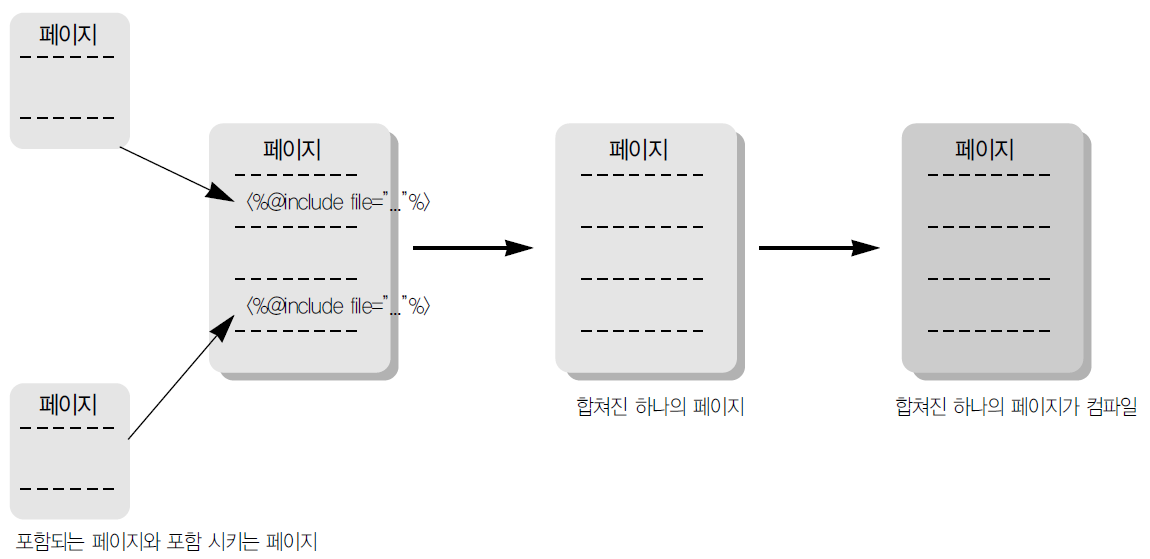 페이지
페이지
<%@include file="..."%>
<%@include file="..."%>
페이지
포함되는 페이지와 포함 시키는 페이지
페이지
합쳐진 하나의 페이지
페이지
합쳐진 하나의 페이지가 컴파일